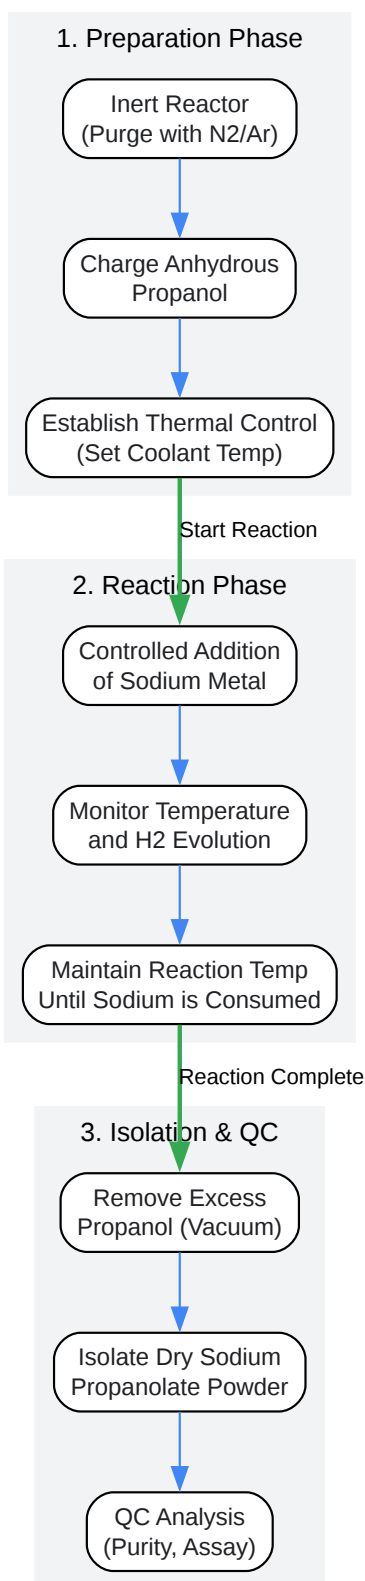 1. Preparation Phase
Inert Reactor
(Purge with N2/Ar)
Charge Anhydrous
Propanol
Establish Thermal Control
(Set Coolant Temp)
Start Reaction
2. Reaction Phase
Controlled Addition
of Sodium Metal
Monitor Temperature
and H2 Evolution
Maintain Reaction Temp
Until Sodium is Consumed
Reaction Complete
3. Isolation & QC
Remove Excess
Propanol (Vacuum)
Isolate Dry Sodium
Propanolate Powder
QC Analysis
(Purity, Assay)